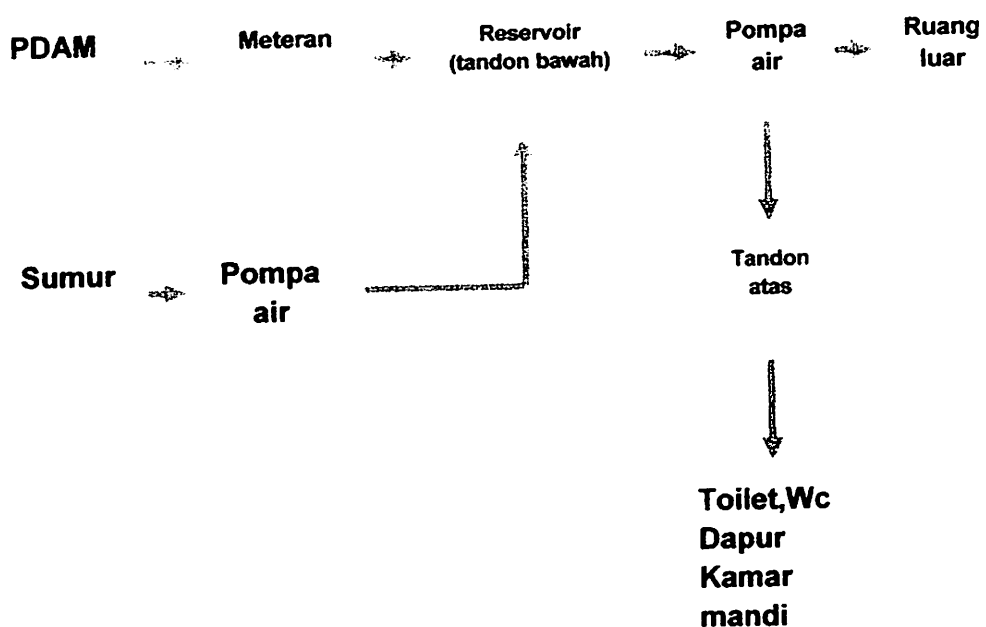 PDAM
Meteran
Reservoir
(tandon bawah)
Pompa
air
Ruang
luar
Sumur
Pompa
air
Tandon
atas
Toilet,Wc
Dapur
Kamar
mandi